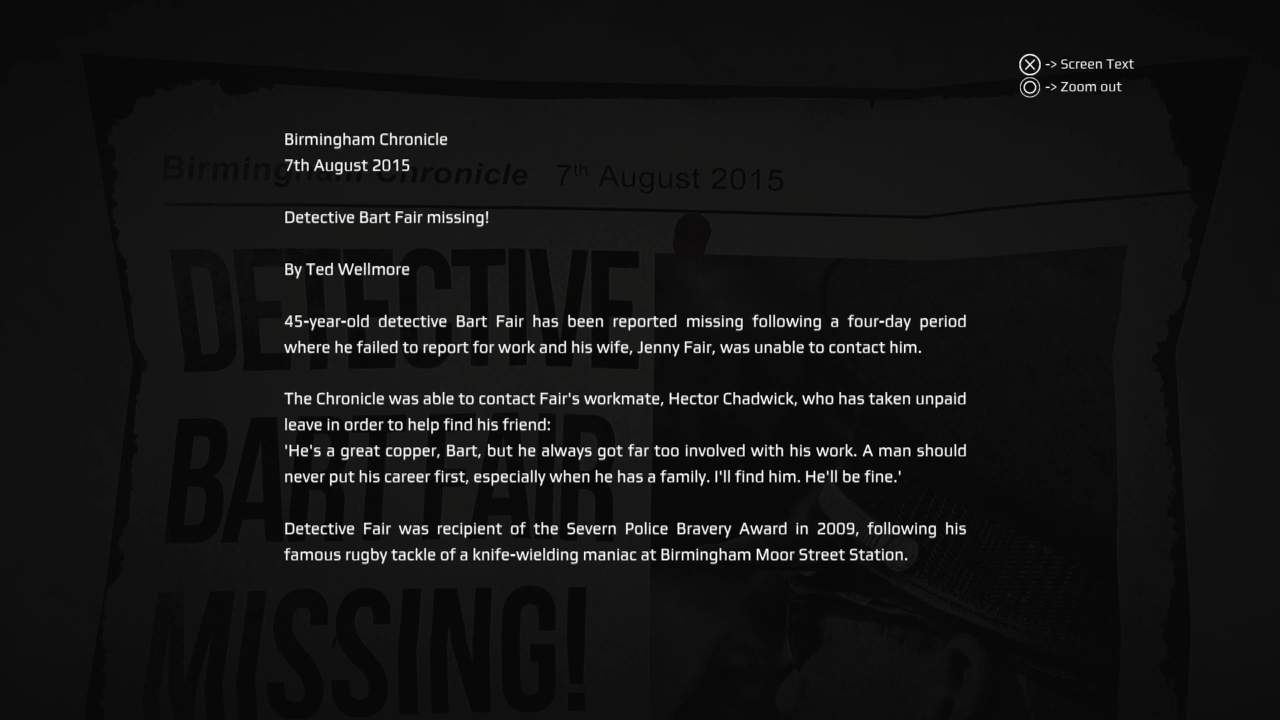 -> Screen Text
-> Zoom out
Birmingham Chronicle
7th August 2015
Detective Bart Fair missing!
By Ted Wellmore
45-year-old detective Bart Fair has been reported missing following a four-day period
where he failed to report for work and his wife, Jenny Fair, was unable to contact him.
The Chronicle was able to contact Fair's workmate, Hector Chadwick, who has taken unpaid
leave in order to help find his friend:
'He's a great copper, Bart, but he always got far too involved with his work. A man should
never put his career first, especially when he has a family. I'll find him. He'll be fine.'
Detective Fair was recipient of the Severn Police Bravery Award in 2009, following his
famous rugby tackle of a knife-wielding maniac at Birmingham Moor Street Station.
Birmingham Chronicle 7th August 2015
DETECTIVE
BART FAIR
MISSING!